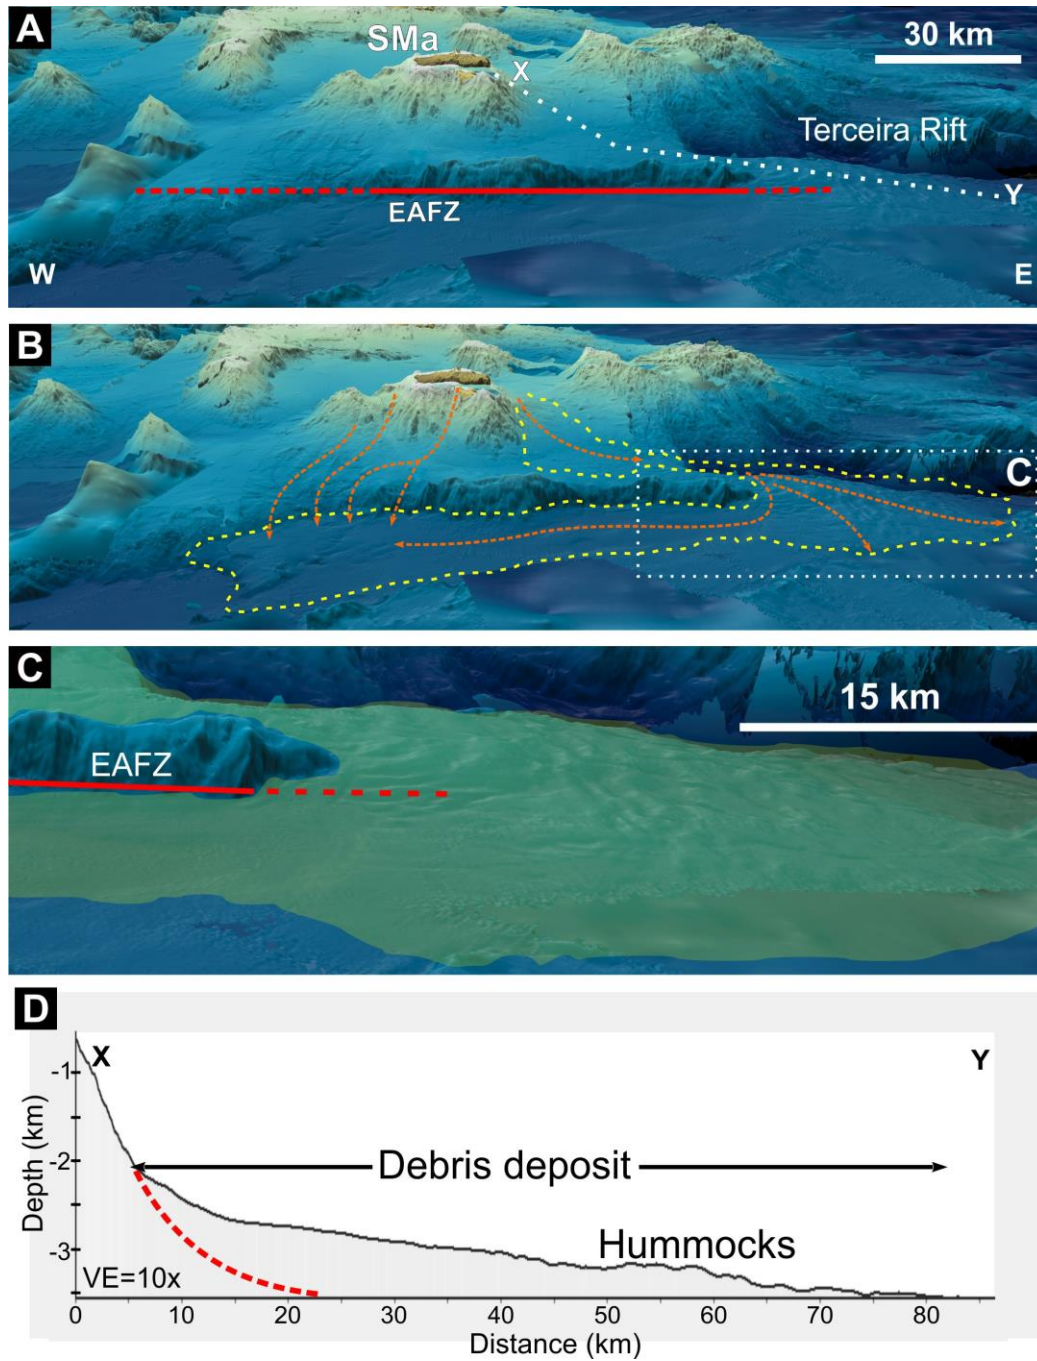 A
SMa
X
30 km
Terceira Rift
Y
EAFZ
W
E
B
C
C
15 km
EAFZ
D
X
Y
-1
-2
-3
Depth (km)
Debris deposit
Hummocks
VE=10x
0 10 20 30 40 50 60 70 80
Distance (km)